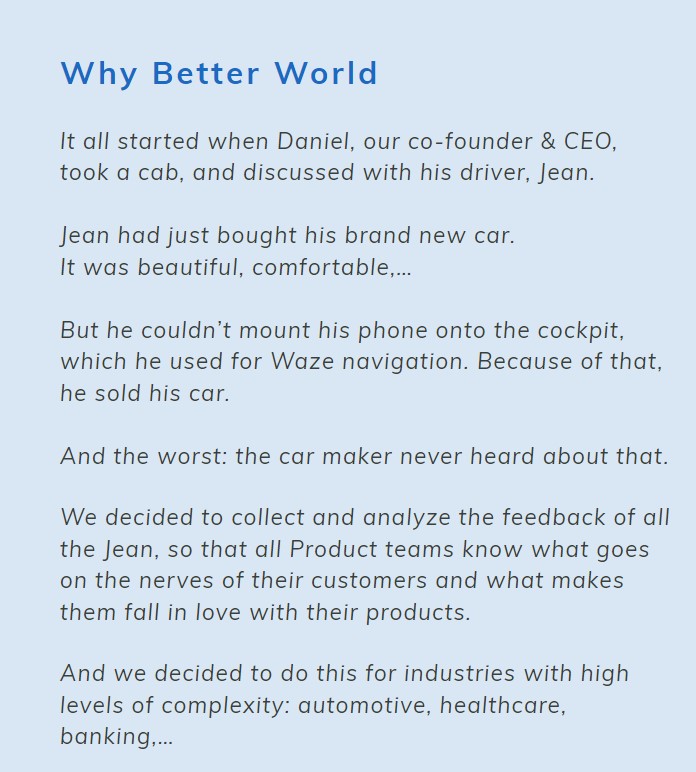 Why Better World
It all started when Daniel, our co-founder & CEO,
took a cab, and discussed with his driver, Jean.
Jean had just bought his brand new car.
It was beautiful, comfortable,...
But he couldn’t mount his phone onto the cockpit,
which he used for Waze navigation. Because of that,
he sold his car.
And the worst: the car maker never heard about that.
We decided to collect and analyze the feedback of all
the Jean, so that all Product teams know what goes
on the nerves of their customers and what makes
them fall in love with their products.
And we decided to do this for industries with high
levels of complexity: automotive, healthcare,
banking,...